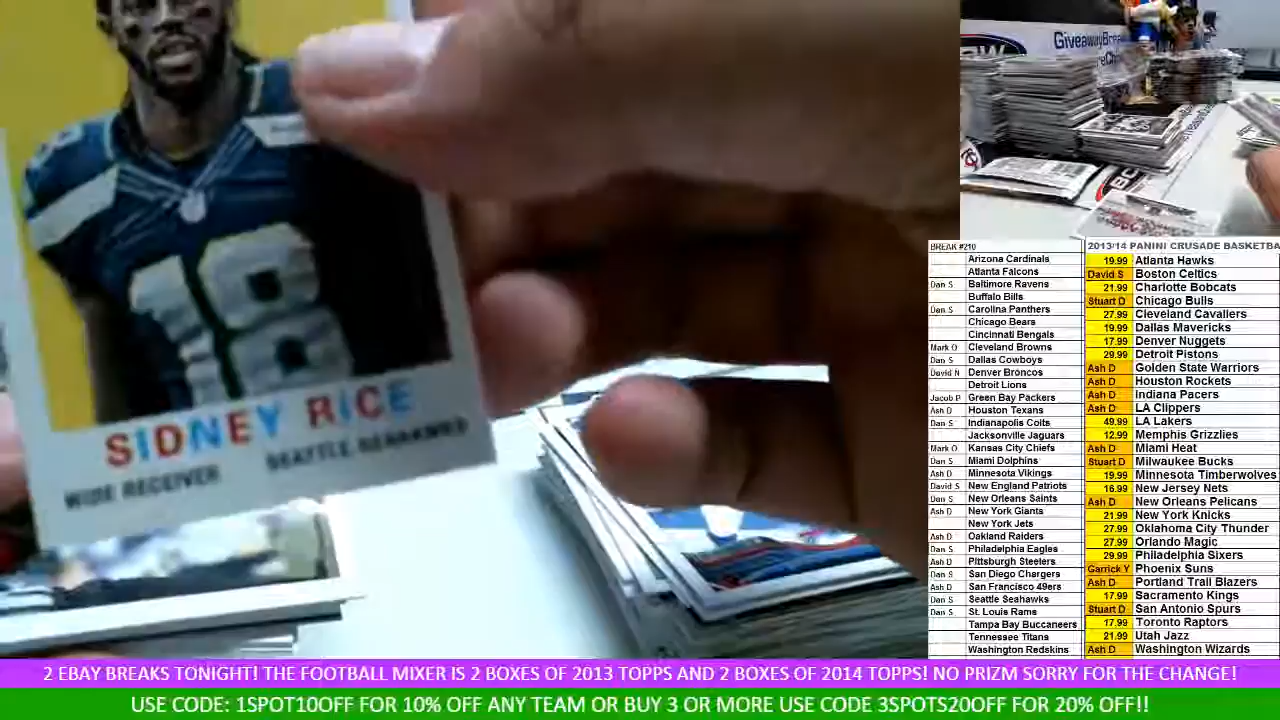 18
SIDNEY RICE
WIDE RECEIVER SEATTLE SEAHAWKS
GiveawayBrea
BREAK #210
Arizona Cardinals
Atlanta Falcons
Dan S Baltimore Ravens
Buffalo Bills
Dan S Carolina Panthers
Chicago Bears
Cincinnati Bengals
Mark O Cleveland Browns
Dan S Dallas Cowboys
David N Denver Broncos
Detroit Lions
Jacob P Green Bay Packers
Ash D Houston Texans
Dan S Indianapolis Colts
Jacksonville Jaguars
Mark O Kansas City Chiefs
Dan S Miami Dolphins
Ash D Minnesota Vikings
David S New England Patriots
Dan S New Orleans Saints
Ash D New York Giants
New York Jets
Ash D Oakland Raiders
Dan S Philadelphia Eagles
Ash D Pittsburgh Steelers
Dan S San Diego Chargers
Ash D San Francisco 49ers
Dan S Seattle Seahawks
Dan S St. Louis Rams
Tampa Bay Buccaneers
Tennessee Titans
Washington Redskins
2013/14 PANINI CRUSADE BASKETBA
19.99 Atlanta Hawks
David S Boston Celtics
21.99 Charlotte Bobcats
Stuart D Chicago Bulls
27.99 Cleveland Cavaliers
19.99 Dallas Mavericks
17.99 Denver Nuggets
29.99 Detroit Pistons
Ash D Golden State Warriors
Ash D Houston Rockets
Ash D Indiana Pacers
Ash D LA Clippers
49.99 LA Lakers
12.99 Memphis Grizzlies
Ash D Miami Heat
Stuart D Milwaukee Bucks
19.99 Minnesota Timberwolves
16.99 New Jersey Nets
Ash D New Orleans Pelicans
21.99 New York Knicks
27.99 Oklahoma City Thunder
27.99 Orlando Magic
29.99 Philadelphia Sixers
Garrick Y Phoenix Suns
Ash D Portland Trail Blazers
17.99 Sacramento Kings
Stuart D San Antonio Spurs
17.99 Toronto Raptors
21.99 Utah Jazz
Ash D Washington Wizards
2 EBAY BREAKS TONIGHT! THE FOOTBALL MIXER IS 2 BOXES OF 2013 TOPPS AND 2 BOXES OF 2014 TOPPS! NO PRIZM SORRY FOR THE CHANGE!
USE CODE: 1SPOT10OFF FOR 10% OFF ANY TEAM OR BUY 3 OR MORE USE CODE 3SPOTS20OFF FOR 20% OFF!!